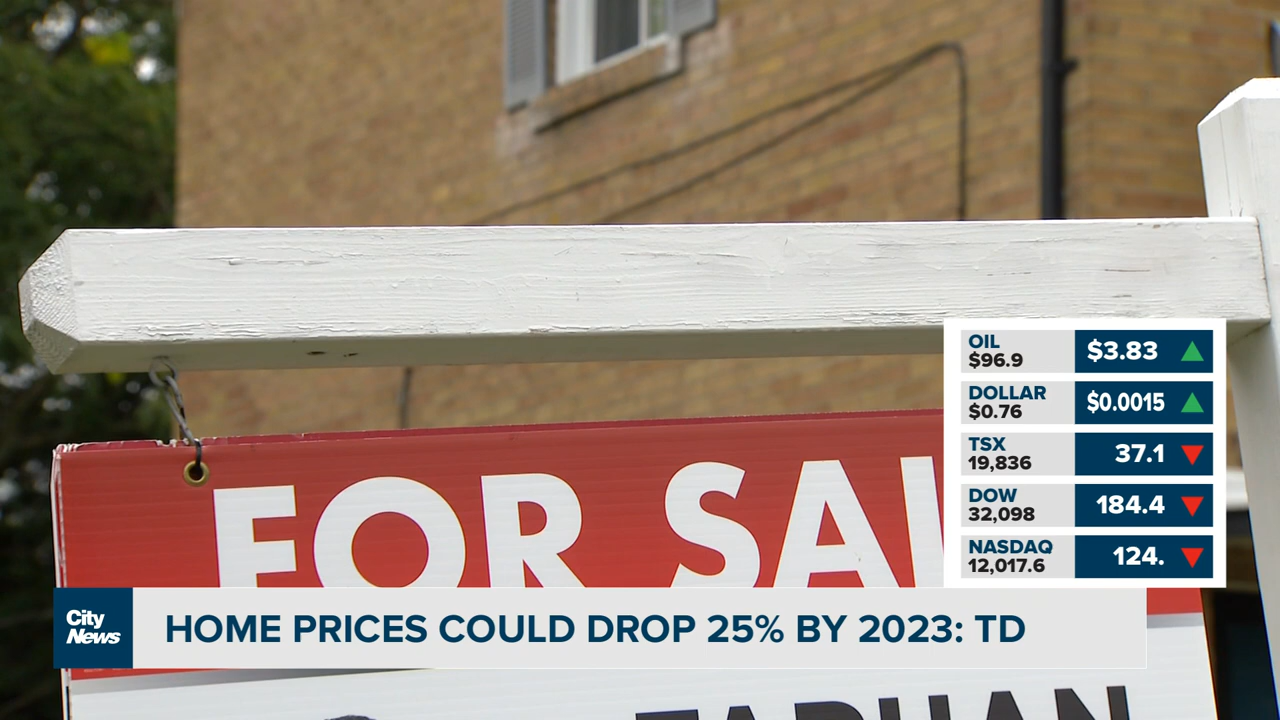 OIL
$96.9
$3.83
DOLLAR
$0.76
$0.0015
TSX
19,836
37.1
DOW
32,098
184.4
NASDAQ
12,017.6
124.
FOR SAL
City
News
HOME PRICES COULD DROP 25% BY 2023: TD